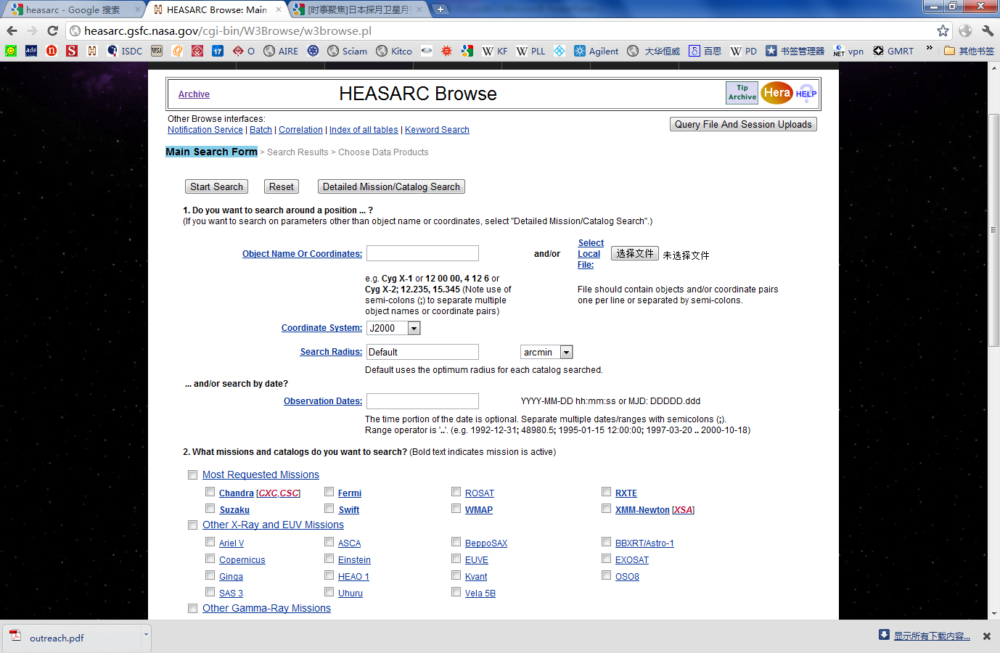 heasarc - Google 搜索
HEASARC Browse: Main
[时事聚焦]日本探月卫星月
heasarc.gsfc.nasa.gov/cgi-bin/W3Browse/w3browse.pl
ads n S H ISDC WSJ 17 O AIRE Sciam Kitco W KF W PLL Agilent 大华恒威 δ 百思 W PD 书签管理器 .NET vpn GMRT » 其他书签
Archive
HEASARC Browse
Tip
Archive
Hera
HELP
?
Other Browse interfaces:
Notification Service | Batch | Correlation | Index of all tables | Keyword Search
Query File And Session Uploads
Main Search Form > Search Results > Choose Data Products
Start Search
Reset
Detailed Mission/Catalog Search
1. Do you want to search around a position ... ?
(If you want to search on parameters other than object name or coordinates, select "Detailed Mission/Catalog Search".)
Object Name Or Coordinates:
and/or
Select
Local
File:
选择文件 未选择文件
e.g. Cyg X-1 or 12 00 00, 4 12 6 or
Cyg X-2; 12.235, 15.345 (Note use of
semi-colons (;) to separate multiple
object names or coordinate pairs)
File should contain objects and/or coordinate pairs
one per line or separated by semi-colons.
Coordinate System: J2000
Search Radius: Default arcmin
Default uses the optimum radius for each catalog searched.
... and/or search by date?
Observation Dates: YYYY-MM-DD hh:mm:ss or MJD: DDDDD.ddd
The time portion of the date is optional. Separate multiple dates/ranges with semicolons (;).
Range operator is '..'. (e.g. 1992-12-31; 48980.5; 1995-01-15 12:00:00; 1997-03-20 .. 2000-10-18)
2. What missions and catalogs do you want to search? (Bold text indicates mission is active)
Most Requested Missions
Chandra [CXC,CSC] Fermi ROSAT RXTE
Suzaku Swift WMAP XMM-Newton [XSA]
Other X-Ray and EUV Missions
Ariel V ASCA BeppoSAX BBXRT/Astro-1
Copernicus Einstein EUVE EXOSAT
Ginga HEAO 1 Kvant OSO8
SAS 3 Uhuru Vela 5B
Other Gamma-Ray Missions
outreach.pdf
显示所有下载内容...